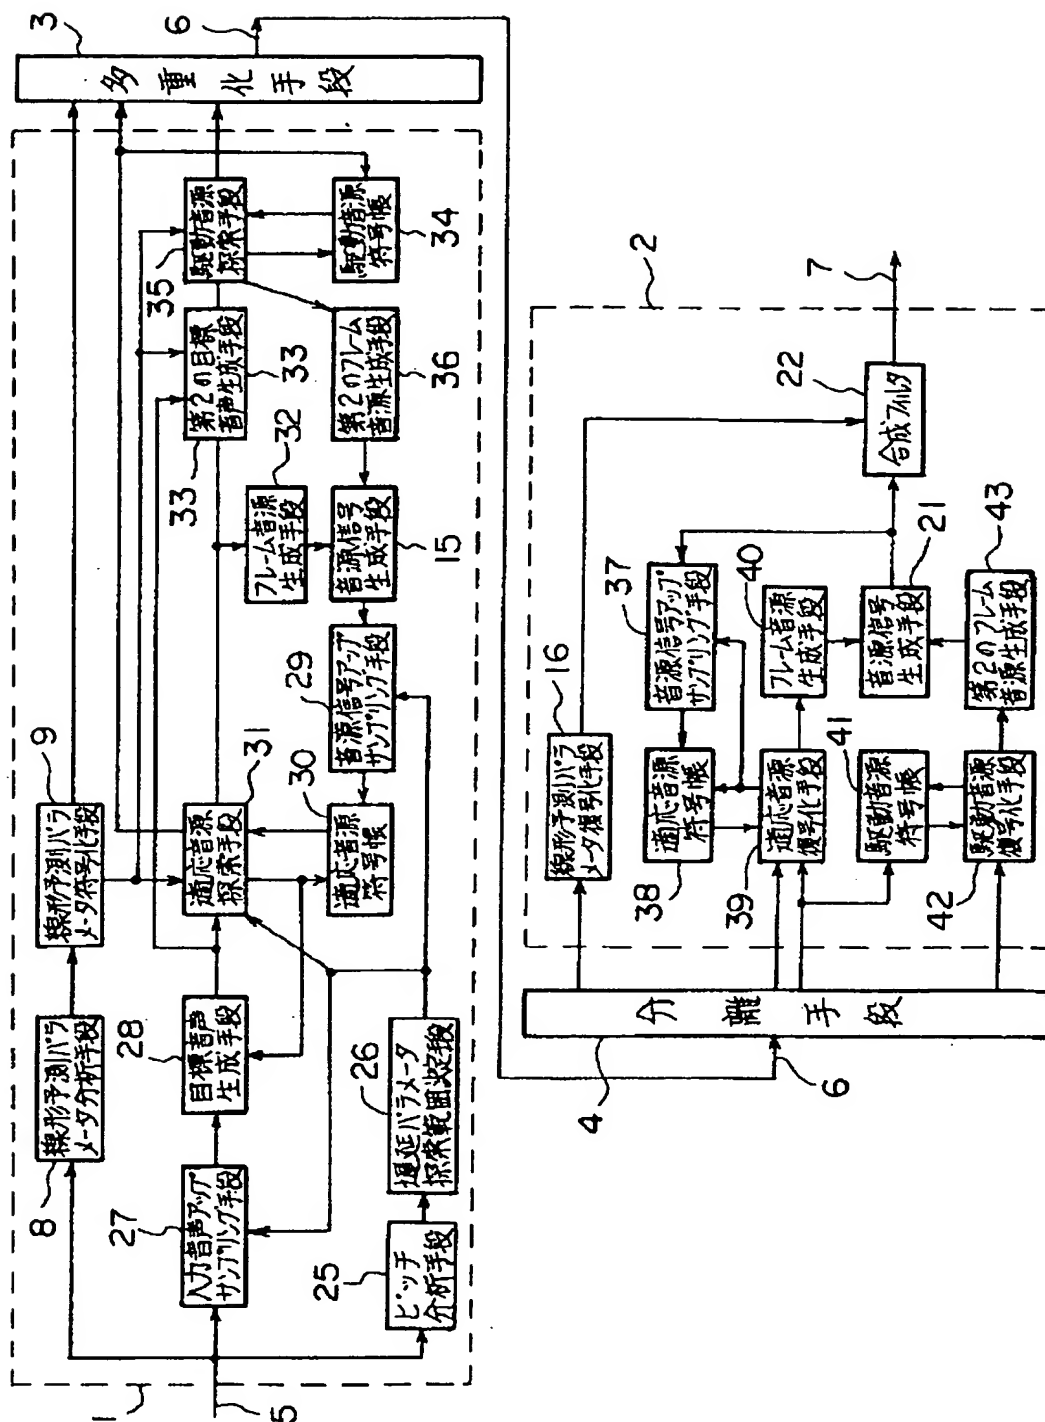 1
5
8
線形予測パラ
メータ分析手段
9
線形予測パラ
メータ符号化手段
27
入力音声アップ
サンプリング手段
28
目標音声
生成手段
31
適応音源
探索手段
33
第2の目標
音声生成手段
33
35
駆動音源
探索手段
3
多重化手段
6
25
ピッチ
分析手段
26
遅延パラメータ
探索範囲決定手段
30
適応音源
符号帳
29
音源信号アップ
サンプリング手段
32
フレーム音源
生成手段
15
音源信号
生成手段
36
第2のフレーム
音源生成手段
34
駆動音源
符号帳
4
分離手段
6
2
16
線形予測パラ
メータ復号化手段
37
音源信号アップ
サンプリング手段
38
適応音源
符号帳
39
適応音源
復号化手段
40
フレーム音源
生成手段
41
駆動音源
符号帳
21
音源信号
生成手段
42
駆動音源
復号化手段
43
第2のフレーム
音源生成手段
22
合成フィルタ
7